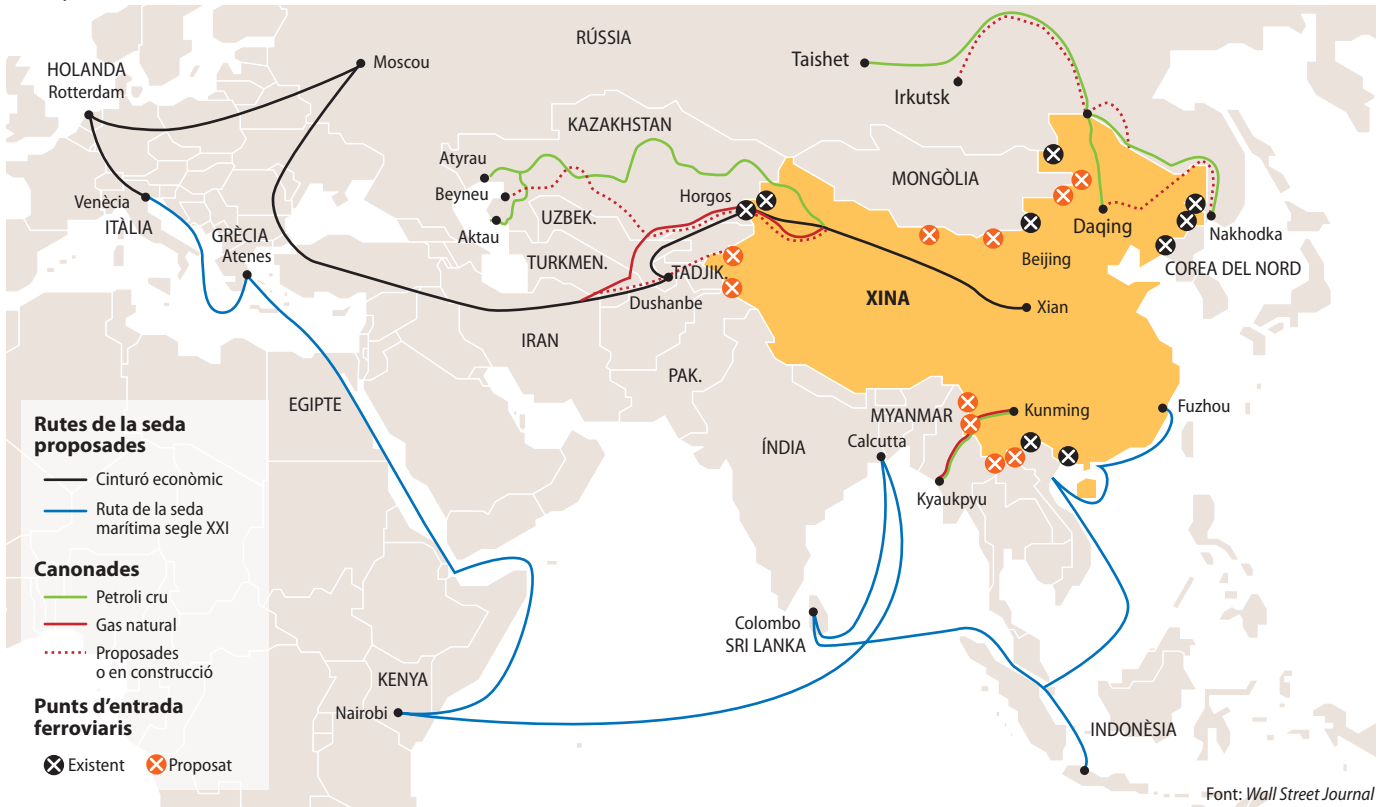 RÚSSIA
HOLANDA
Rotterdam
Moscou
Taishet
Irkutsk
KAZAKHSTAN
Atyrau
Beyneu
Aktau
UZBEK.
TURKMEN.
Horgos
MONGÒLIA
Daqing
Nakhodka
Beijing
COREA DEL NORD
Venècia
ITÀLIA
GRÈCIA
Atenes
TADJIK.
Dushanbe
XINA
Xian
IRAN
PAK.
EGIPTE
ÍNDIA
MYANMAR
Calcutta
Kunming
Fuzhou
Kyaukpyu
Colombo
SRI LANKA
KENYA
Nairobi
INDONÈSIA
Rutes de la seda
proposades
Cinturó econòmic
Ruta de la seda
marítima segle XXI
Canonades
Petroli cru
Gas natural
Proposades
o en construcció
Punts d'entrada
ferroviaris
Existent
Proposat
Font: Wall Street Journal